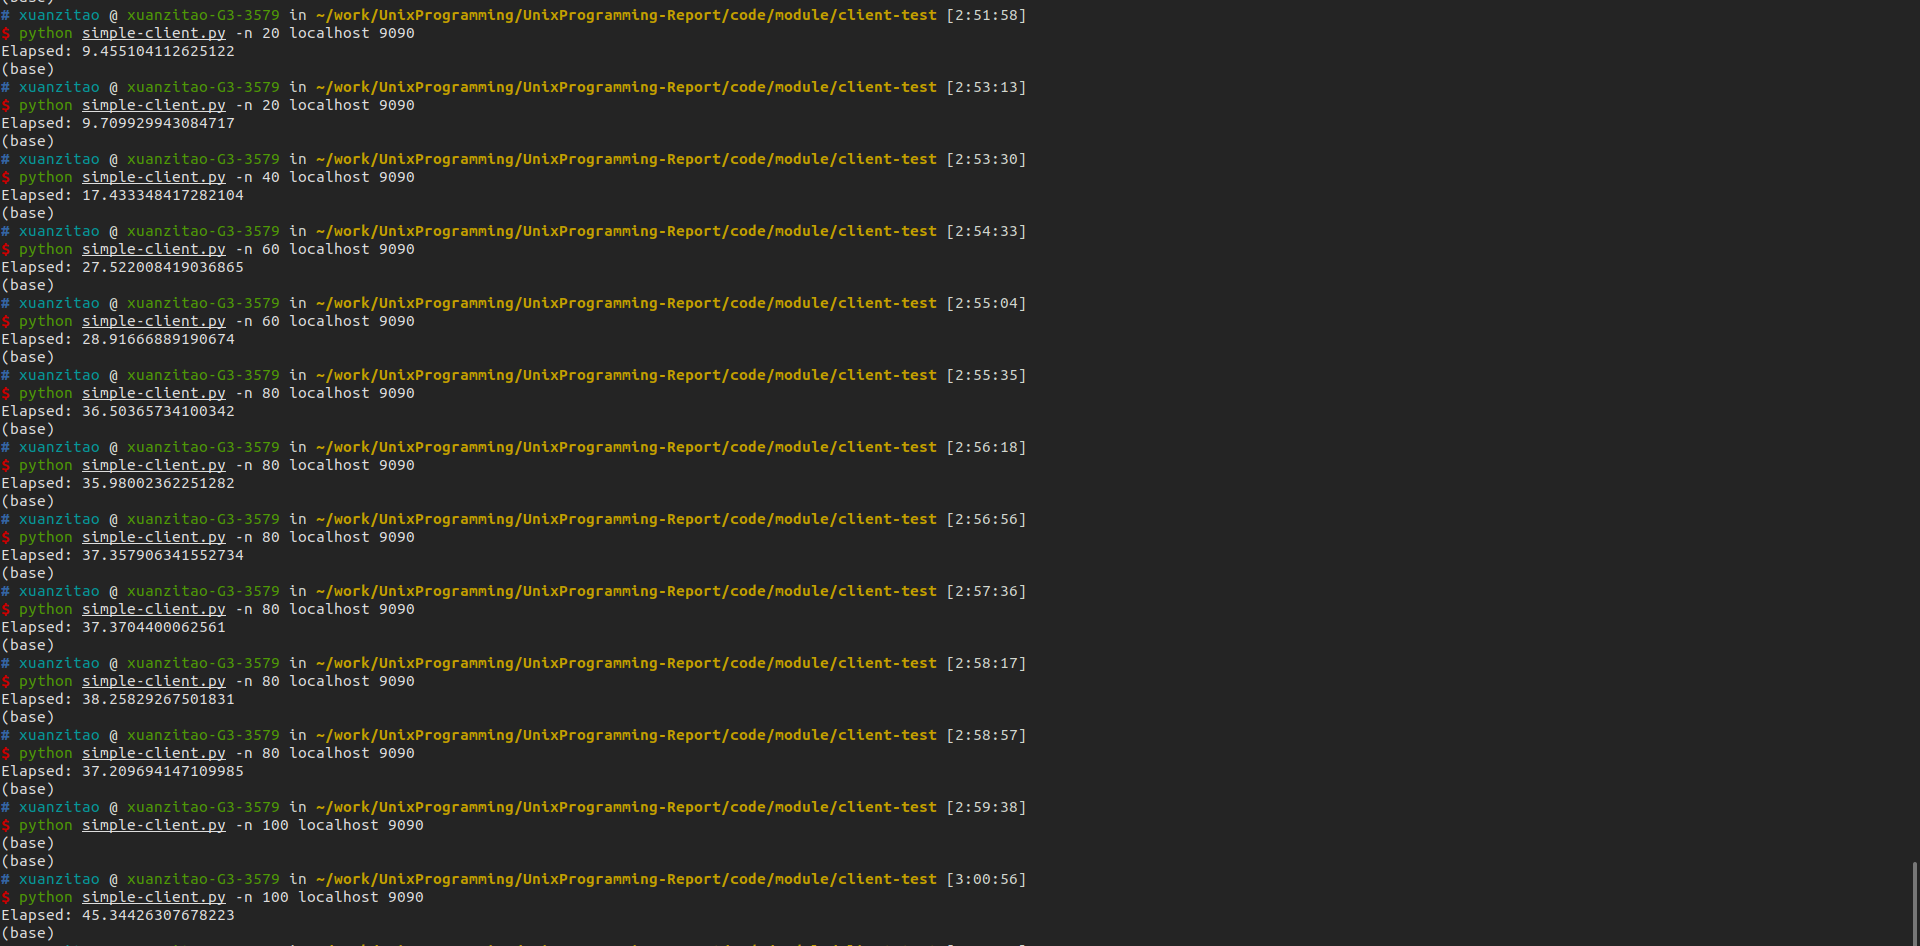 (base)
# xuanzitao @ xuanzitao-G3-3579 in ~/work/UnixProgramming/UnixProgramming-Report/code/module/client-test [2:51:58]
$ python simple-client.py -n 20 localhost 9090
Elapsed: 9.455104112625122
(base)
# xuanzitao @ xuanzitao-G3-3579 in ~/work/UnixProgramming/UnixProgramming-Report/code/module/client-test [2:53:13]
$ python simple-client.py -n 20 localhost 9090
Elapsed: 9.709929943084717
(base)
# xuanzitao @ xuanzitao-G3-3579 in ~/work/UnixProgramming/UnixProgramming-Report/code/module/client-test [2:53:30]
$ python simple-client.py -n 40 localhost 9090
Elapsed: 17.433348417282104
(base)
# xuanzitao @ xuanzitao-G3-3579 in ~/work/UnixProgramming/UnixProgramming-Report/code/module/client-test [2:54:33]
$ python simple-client.py -n 60 localhost 9090
Elapsed: 27.522008419036865
(base)
# xuanzitao @ xuanzitao-G3-3579 in ~/work/UnixProgramming/UnixProgramming-Report/code/module/client-test [2:55:04]
$ python simple-client.py -n 60 localhost 9090
Elapsed: 28.91666889190674
(base)
# xuanzitao @ xuanzitao-G3-3579 in ~/work/UnixProgramming/UnixProgramming-Report/code/module/client-test [2:55:35]
$ python simple-client.py -n 80 localhost 9090
Elapsed: 36.50365734100342
(base)
# xuanzitao @ xuanzitao-G3-3579 in ~/work/UnixProgramming/UnixProgramming-Report/code/module/client-test [2:56:18]
$ python simple-client.py -n 80 localhost 9090
Elapsed: 35.98002362251282
(base)
# xuanzitao @ xuanzitao-G3-3579 in ~/work/UnixProgramming/UnixProgramming-Report/code/module/client-test [2:56:56]
$ python simple-client.py -n 80 localhost 9090
Elapsed: 37.357906341552734
(base)
# xuanzitao @ xuanzitao-G3-3579 in ~/work/UnixProgramming/UnixProgramming-Report/code/module/client-test [2:57:36]
$ python simple-client.py -n 80 localhost 9090
Elapsed: 37.3704400062561
(base)
# xuanzitao @ xuanzitao-G3-3579 in ~/work/UnixProgramming/UnixProgramming-Report/code/module/client-test [2:58:17]
$ python simple-client.py -n 80 localhost 9090
Elapsed: 38.25829267501831
(base)
# xuanzitao @ xuanzitao-G3-3579 in ~/work/UnixProgramming/UnixProgramming-Report/code/module/client-test [2:58:57]
$ python simple-client.py -n 80 localhost 9090
Elapsed: 37.209694147109985
(base)
# xuanzitao @ xuanzitao-G3-3579 in ~/work/UnixProgramming/UnixProgramming-Report/code/module/client-test [2:59:38]
$ python simple-client.py -n 100 localhost 9090
(base)
(base)
# xuanzitao @ xuanzitao-G3-3579 in ~/work/UnixProgramming/UnixProgramming-Report/code/module/client-test [3:00:56]
$ python simple-client.py -n 100 localhost 9090
Elapsed: 45.34426307678223
(base)